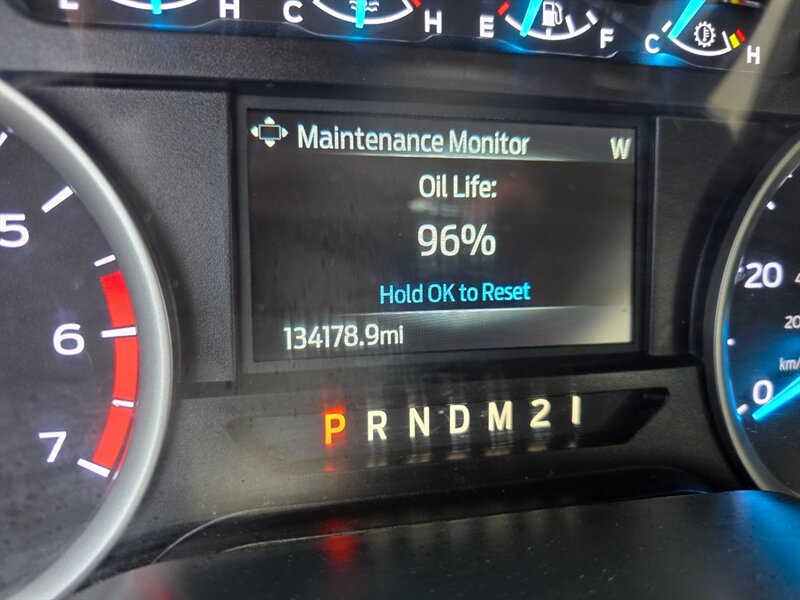 H
C H
E F
C H
Maintenance Monitor W
Oil Life:
96%
Hold OK to Reset
134178.9mi
P R N D M 2 1
5
6
7
20
20
km/
0